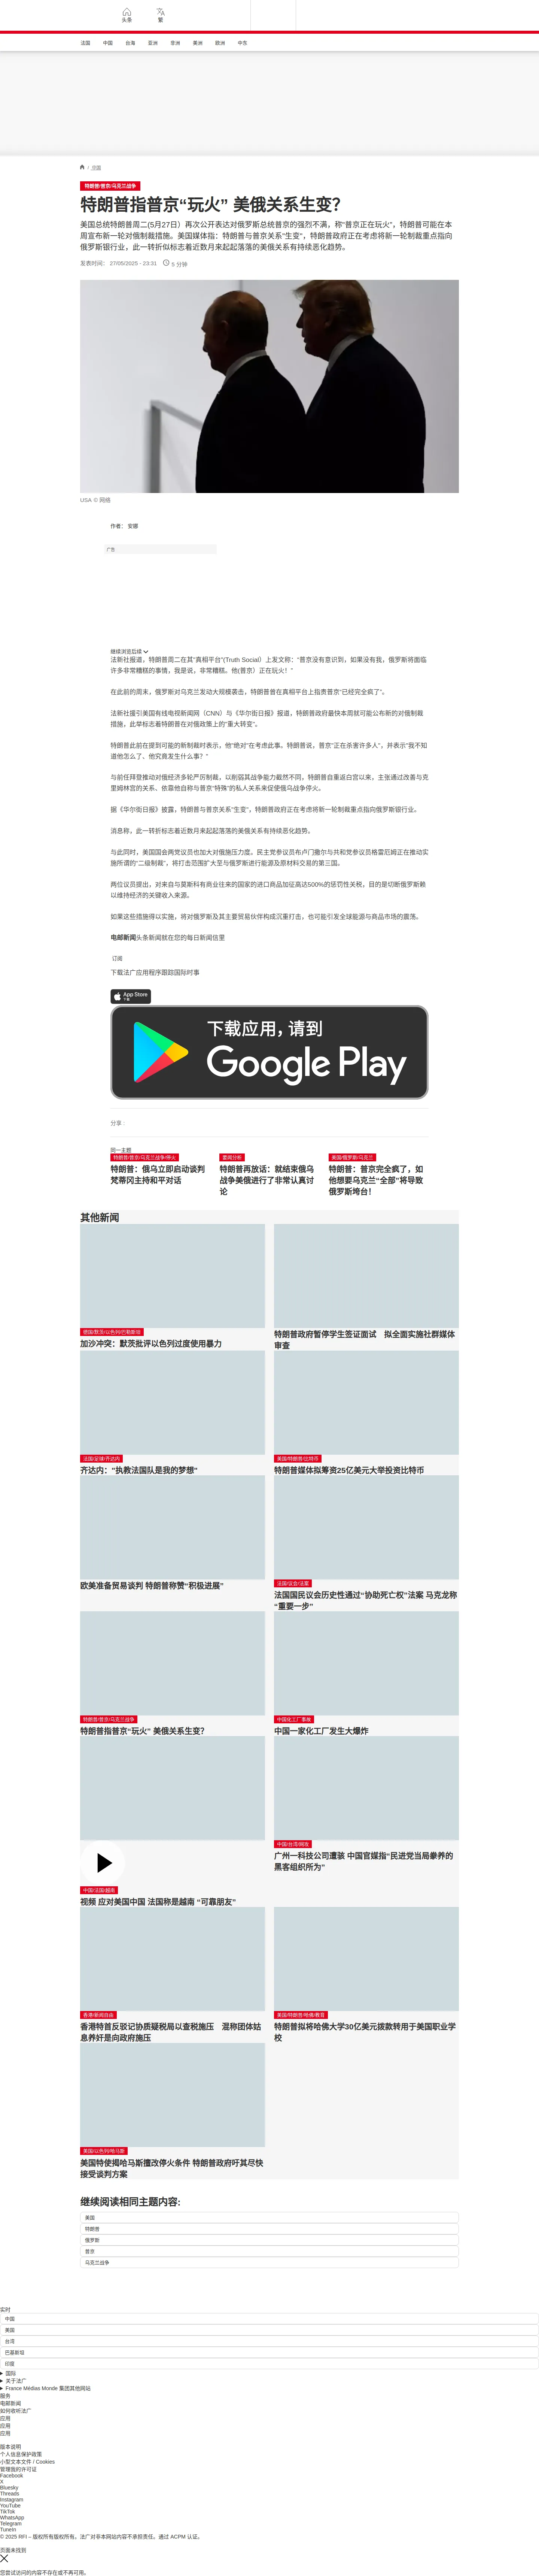 头条
繁
法国
中国
台海
亚洲
非洲
美洲
欧洲
中东
/ 中国
特朗普/普京/乌克兰战争
特朗普指普京“玩火” 美俄关系生变？
美国总统特朗普周二(5月27日）再次公开表达对俄罗斯总统普京的强烈不满，称"普京正在玩火"，特朗普可能在本
周宣布新一轮对俄制裁措施。美国媒体指：特朗普与普京关系"生变"，特朗普政府正在考虑将新一轮制裁重点指向
俄罗斯银行业，此一转折似标志着近数月来起起落落的美俄关系有持续恶化趋势。
发表时间： 27/05/2025 - 23:31 5 分钟
USA © 网络
作者： 安娜
广告
继续浏览后续
法新社报道，特朗普周二在其"真相平台"(Truth Social）上发文称："普京没有意识到，如果没有我，俄罗斯将面临
许多非常糟糕的事情，我是说，非常糟糕。他(普京）正在玩火！"
在此前的周末，俄罗斯对乌克兰发动大规模袭击，特朗普曾在真相平台上指责普京"已经完全疯了"。
法新社援引美国有线电视新闻网（CNN）与《华尔街日报》报道，特朗普政府最快本周就可能公布新的对俄制裁
措施，此举标志着特朗普在对俄政策上的"重大转变"。
特朗普此前在提到可能的新制裁时表示，他"绝对"在考虑此事。特朗普说，普京"正在杀害许多人"，并表示"我不知
道他怎么了、他究竟发生什么事？"
与前任拜登推动对俄经济多轮严厉制裁，以削弱其战争能力截然不同，特朗普自重返白宫以来，主张通过改善与克
里姆林宫的关系、依靠他自称与普京"特殊"的私人关系来促使俄乌战争停火。
据《华尔街日报》披露，特朗普与普京关系"生变"，特朗普政府正在考虑将新一轮制裁重点指向俄罗斯银行业。
消息称，此一转折标志着近数月来起起落落的美俄关系有持续恶化趋势。
与此同时，美国国会两党议员也加大对俄施压力度。民主党参议员布卢门撒尔与共和党参议员格雷厄姆正在推动实
施所谓的“二级制裁”，将打击范围扩大至与俄罗斯进行能源及原材料交易的第三国。
两位议员提出，对来自与莫斯科有商业往来的国家的进口商品加征高达500%的惩罚性关税，目的是切断俄罗斯赖
以维持经济的关键收入来源。
如果这些措施得以实施，将对俄罗斯及其主要贸易伙伴构成沉重打击，也可能引发全球能源与商品市场的震荡。
电邮新闻头条新闻就在您的每日新闻信里
订阅
下载法广应用程序跟踪国际时事
App Store
下载应用，请到
Google Play
分享 :
同一主题
特朗普/普京/乌克兰战争/停火
特朗普：俄乌立即启动谈判
梵蒂冈主持和平对话
要闻分析
特朗普再放话：就结束俄乌
战争美俄进行了非常认真讨
论
美国/俄罗斯/乌克兰
特朗普：普京完全疯了，如
他想要乌克兰“全部”将导致
俄罗斯垮台！
其他新闻
德国/默茨/以色列/巴勒斯坦
加沙冲突：默茨批评以色列过度使用暴力
特朗普政府暂停学生签证面试　拟全面实施社群媒体
审查
法国/足球/齐达内
齐达内："执教法国队是我的梦想"
美国/特朗普/比特币
特朗普媒体拟筹资25亿美元大举投资比特币
欧美准备贸易谈判 特朗普称赞“积极进展”
法国/议会/法案
法国国民议会历史性通过“协助死亡权”法案 马克龙称
“重要一步”
特朗普/普京/乌克兰战争
特朗普指普京“玩火” 美俄关系生变？
中国化工厂事故
中国一家化工厂发生大爆炸
中国/法国/越南
视频 应对美国中国 法国称是越南 “可靠朋友”
中国/台湾/网攻
广州一科技公司遭骇 中国官媒指“民进党当局豢养的
黑客组织所为”
香港/新闻自由
香港特首反驳记协质疑税局以查税施压　混称团体姑
息养奸是向政府施压
美国/特朗普/哈佛/教育
特朗普拟将哈佛大学30亿美元拨款转用于美国职业学
校
美国/以色列/哈马斯
美国特使揭哈马斯擅改停火条件 特朗普政府吁其尽快
接受谈判方案
继续阅读相同主题内容:
美国
特朗普
俄罗斯
普京
乌克兰战争
实时
中国
美国
台湾
巴基斯坦
印度
国际
关于法广
France Médias Monde 集团其他网站
服务
电邮新闻
如何收听法广
应用
应用
应用
版本说明
个人信息保护政策
小型文本文件 / Cookies
管理我的许可证
Facebook
X
Bluesky
Threads
Instagram
YouTube
TikTok
WhatsApp
Telegram
TuneIn
© 2025 RFI – 版权所有版权所有。法广对非本网站内容不承担责任。通过 ACPM 认证。
页面未找到
您尝试访问的内容不存在或不再可用。